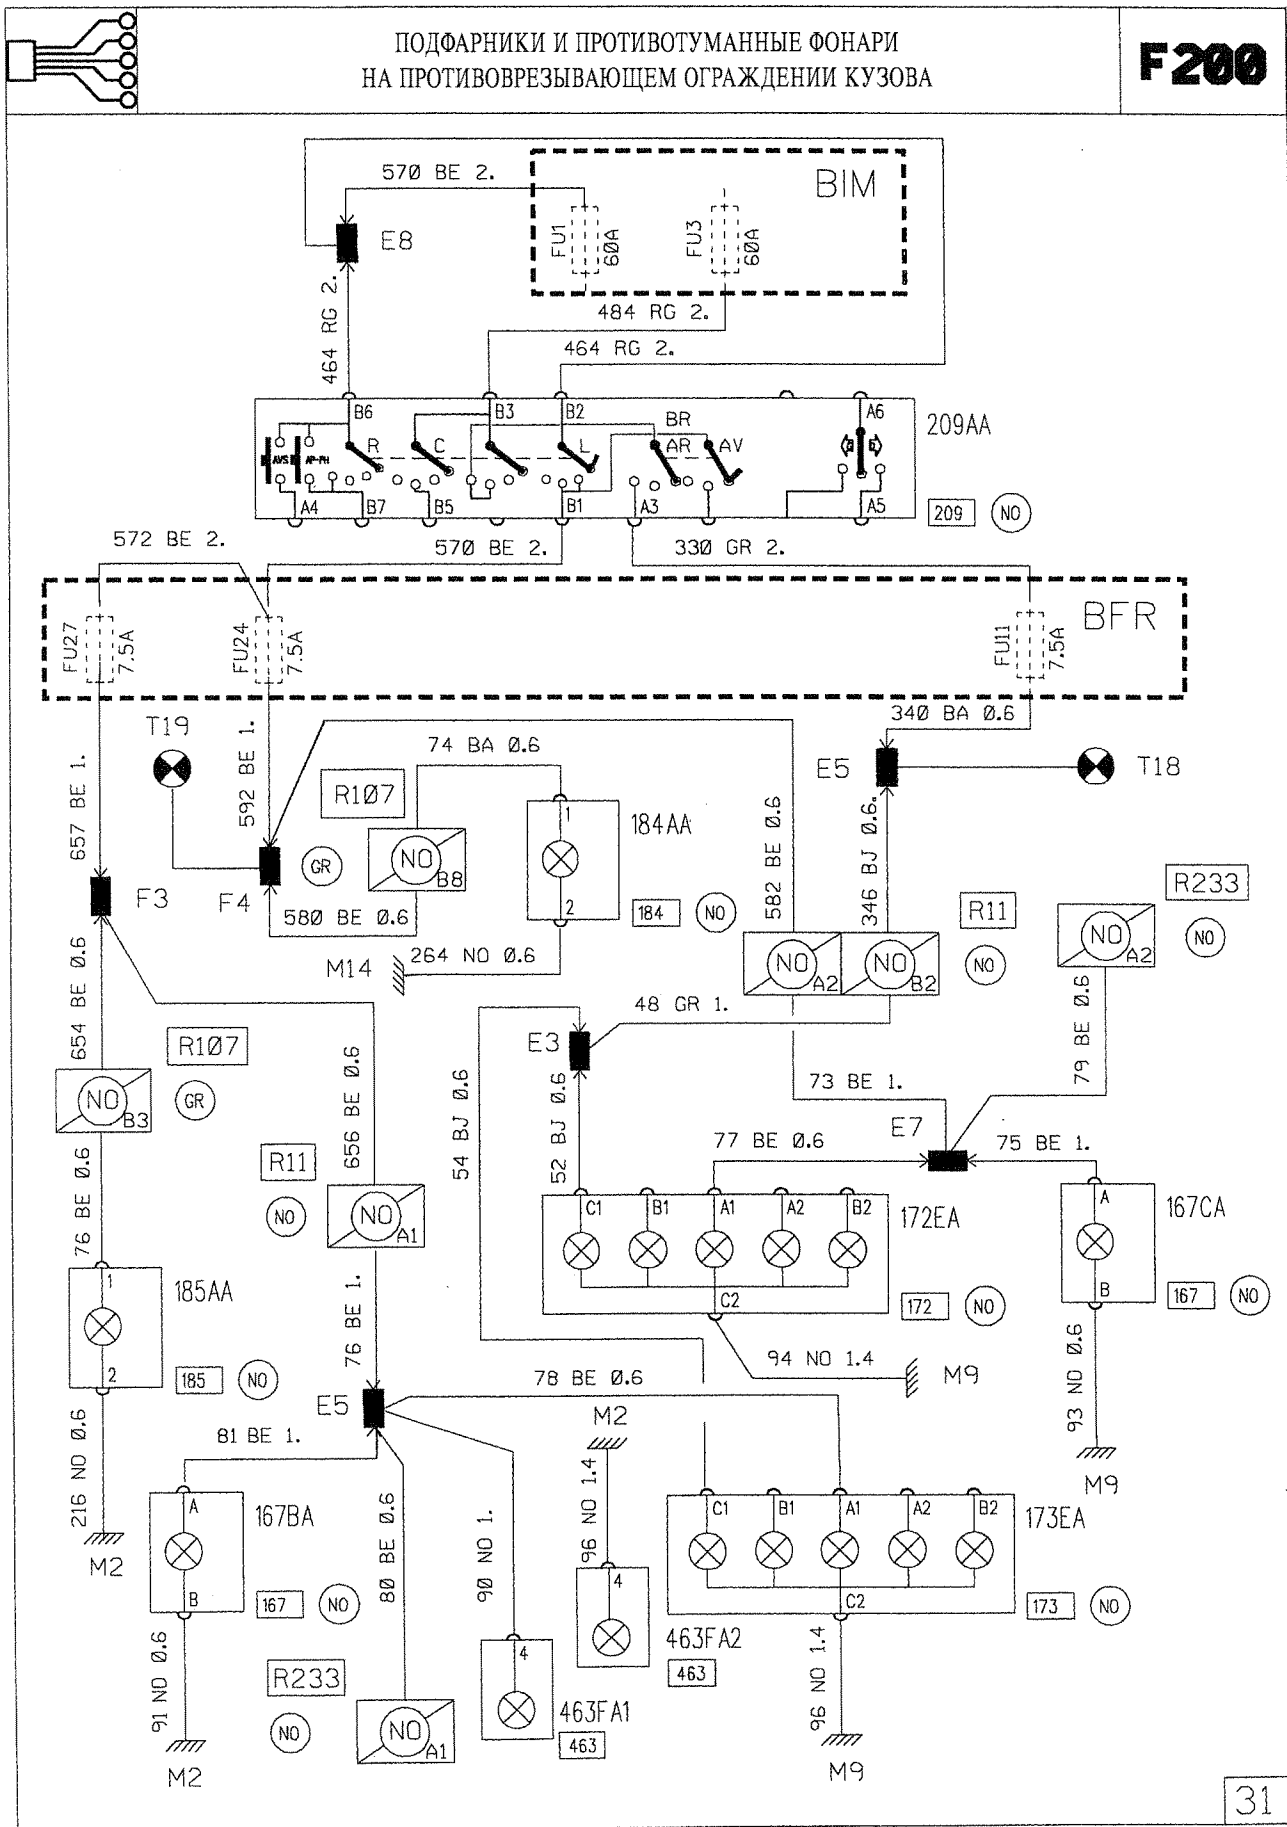 ПОДФАРНИКИ И ПРОТИВОТУМАННЫЕ ФОНАРИ
НА ПРОТИВОВРЕЗЫВАЮЩЕМ ОГРАЖДЕНИИ КУЗОВА
F200
570 BE 2.
BIM
E8
FU1
60A
FU3
60A
464 RG 2.
484 RG 2.
464 RG 2.
B6
B3
B2
A6
BR
209AA
AVS
AP-PH
R
C
L
AR
AV
A4
B7
B5
B1
A3
A5
209
NO
572 BE 2.
570 BE 2.
330 GR 2.
BFR
FU27
7.5A
FU24
7.5A
FU11
7.5A
T19
340 BA 0.6
657 BE 1.
592 BE 1.
74 BA 0.6
E5
T18
R107
184AA
1
NO
B8
582 BE 0.6
346 BJ 0.6.
R233
F3
F4
GR
2
184
NO
R11
NO
580 BE 0.6
NO
A2
NO
A2
NO
B2
NO
M14
264 NO 0.6
654 BE 0.6
48 GR 1.
79 BE 0.6
R107
E3
656 BE 0.6
54 BJ 0.6
52 BJ 0.6
73 BE 1.
NO
B3
GR
E7
77 BE 0.6
75 BE 1.
R11
NO
NO
A1
76 BE 0.6
C1
B1
A1
A2
B2
172EA
A
167CA
185AA
1
C2
172
NO
B
167
NO
76 BE 1.
2
185
NO
94 NO 1.4
M9
93 NO 0.6
E5
78 BE 0.6
M2
81 BE 1.
216 NO 0.6
M9
96 NO 1.4
C1
B1
A1
A2
B2
173EA
A
167BA
M2
80 BE 0.6
90 NO 1.
4
C2
173
NO
B
167
NO
463FA2
463
91 NO 0.6
96 NO 1.4
R233
NO
4
463FA1
463
NO
A1
M2
M9
31